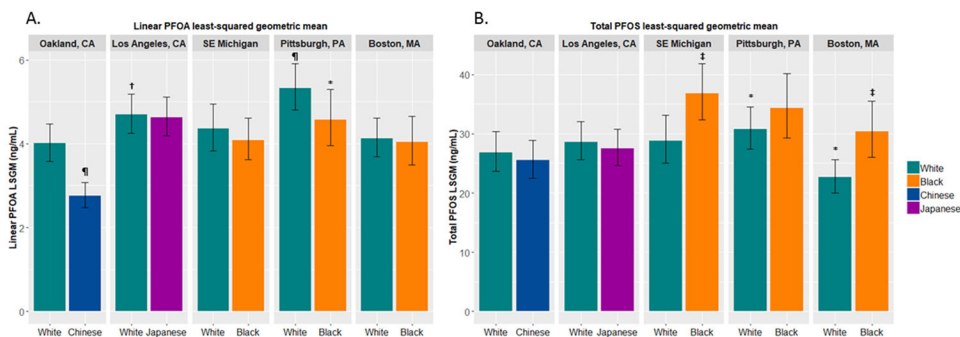 A.
Linear PFOA least-squared geometric mean
Oakland, CA Los Angeles, CA SE Michigan Pittsburgh, PA Boston, MA
Linear PFOA LSGM (ng/mL)
6
4
2
0
¶
†
¶
*
White Chinese White Japanese White Black White Black White Black
B.
Total PFOS least-squared geometric mean
Oakland, CA Los Angeles, CA SE Michigan Pittsburgh, PA Boston, MA
Total PFOS LSGM (ng/mL)
40
30
20
10
0
‡
*
*
‡
White Chinese White Japanese White Black White Black White Black
White
Black
Chinese
Japanese